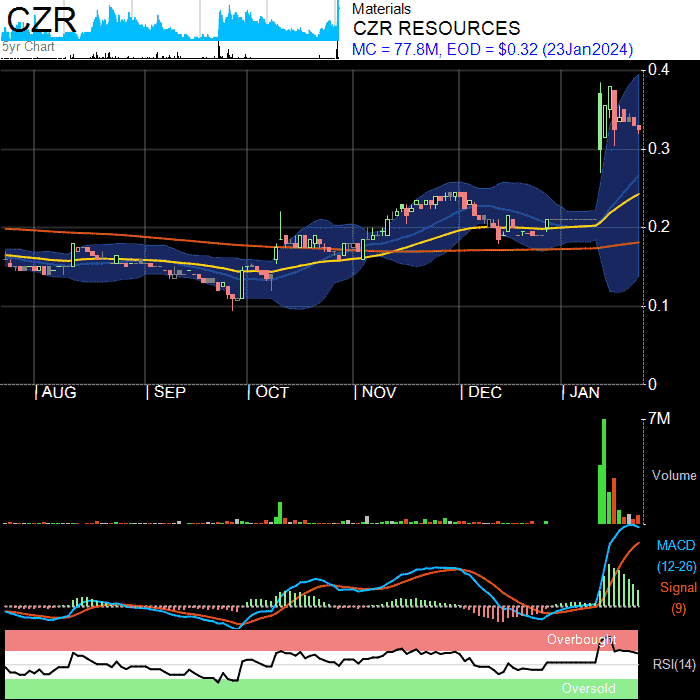 CZR
5yr Chart
Materials
CZR RESOURCES
MC = 77.8M, EOD = $0.32 (23Jan2024)
0.4
0.3
0.2
0.1
0
AUG
SEP
OCT
NOV
DEC
JAN
7M
Volume
MACD
(12-26)
Signal
(9)
Overbought
RSI(14)
Oversold